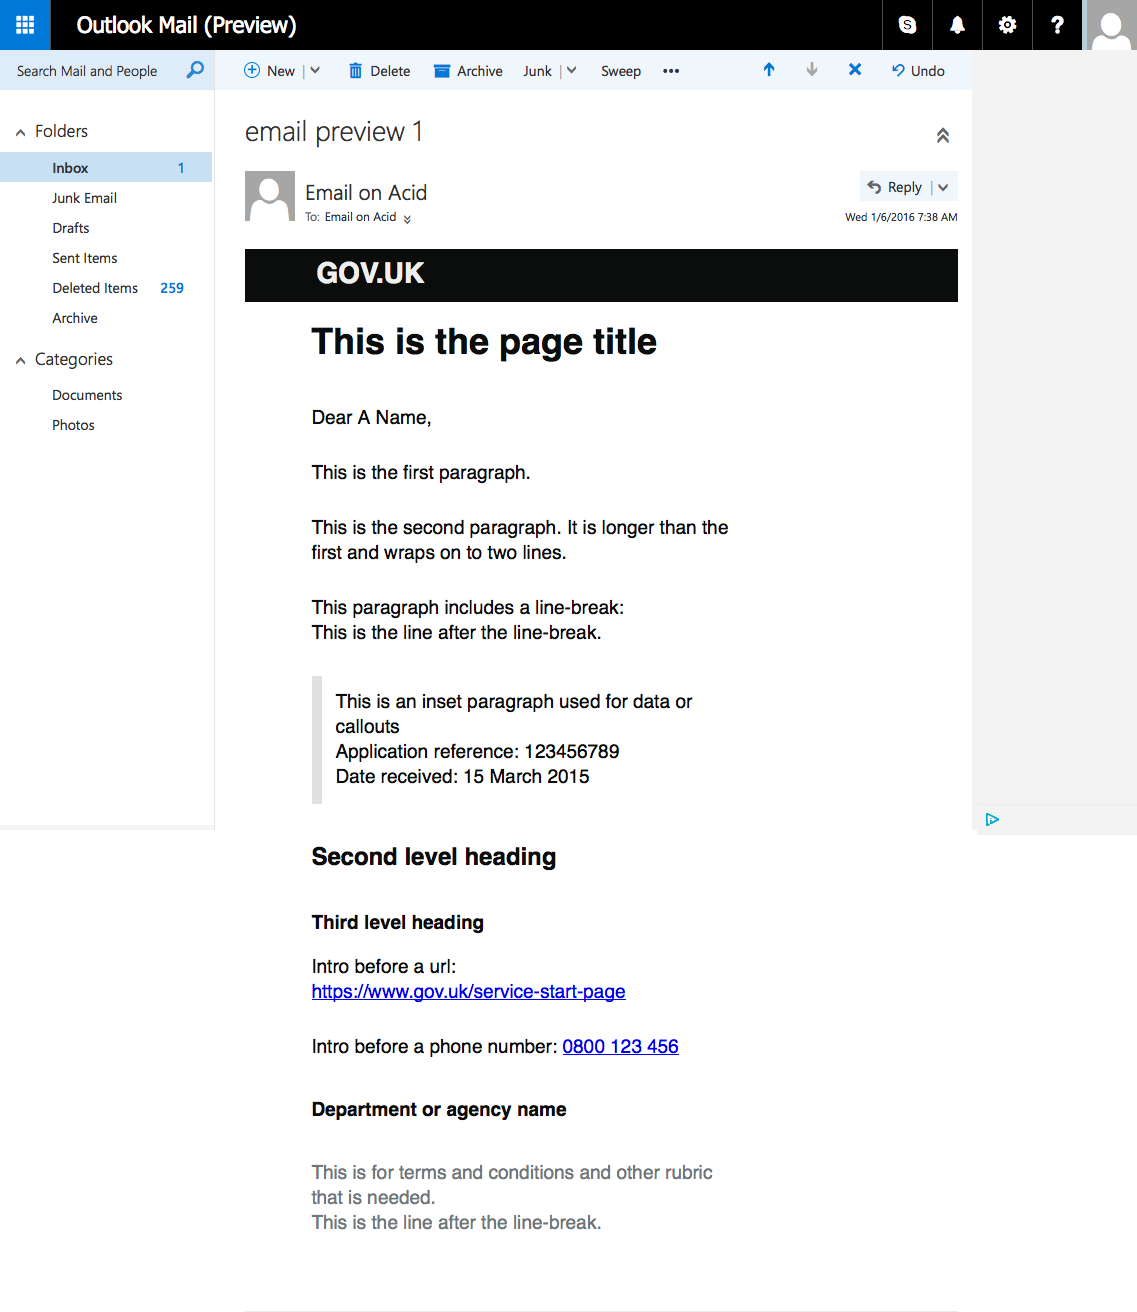 Outlook Mail (Preview)
Search Mail and People
New
Delete
Archive
Junk
Sweep
Undo
Folders
Inbox 1
Junk Email
Drafts
Sent Items
Deleted Items 259
Archive
Categories
Documents
Photos
email preview 1
Email on Acid
To: Email on Acid
Reply
Wed 1/6/2016 7:38 AM
GOV.UK
This is the page title
Dear A Name,
This is the first paragraph.
This is the second paragraph. It is longer than the
first and wraps on to two lines.
This paragraph includes a line-break:
This is the line after the line-break.
This is an inset paragraph used for data or
callouts
Application reference: 123456789
Date received: 15 March 2015
Second level heading
Third level heading
Intro before a url:
https://www.gov.uk/service-start-page
Intro before a phone number: 0800 123 456
Department or agency name
This is for terms and conditions and other rubric
that is needed.
This is the line after the line-break.